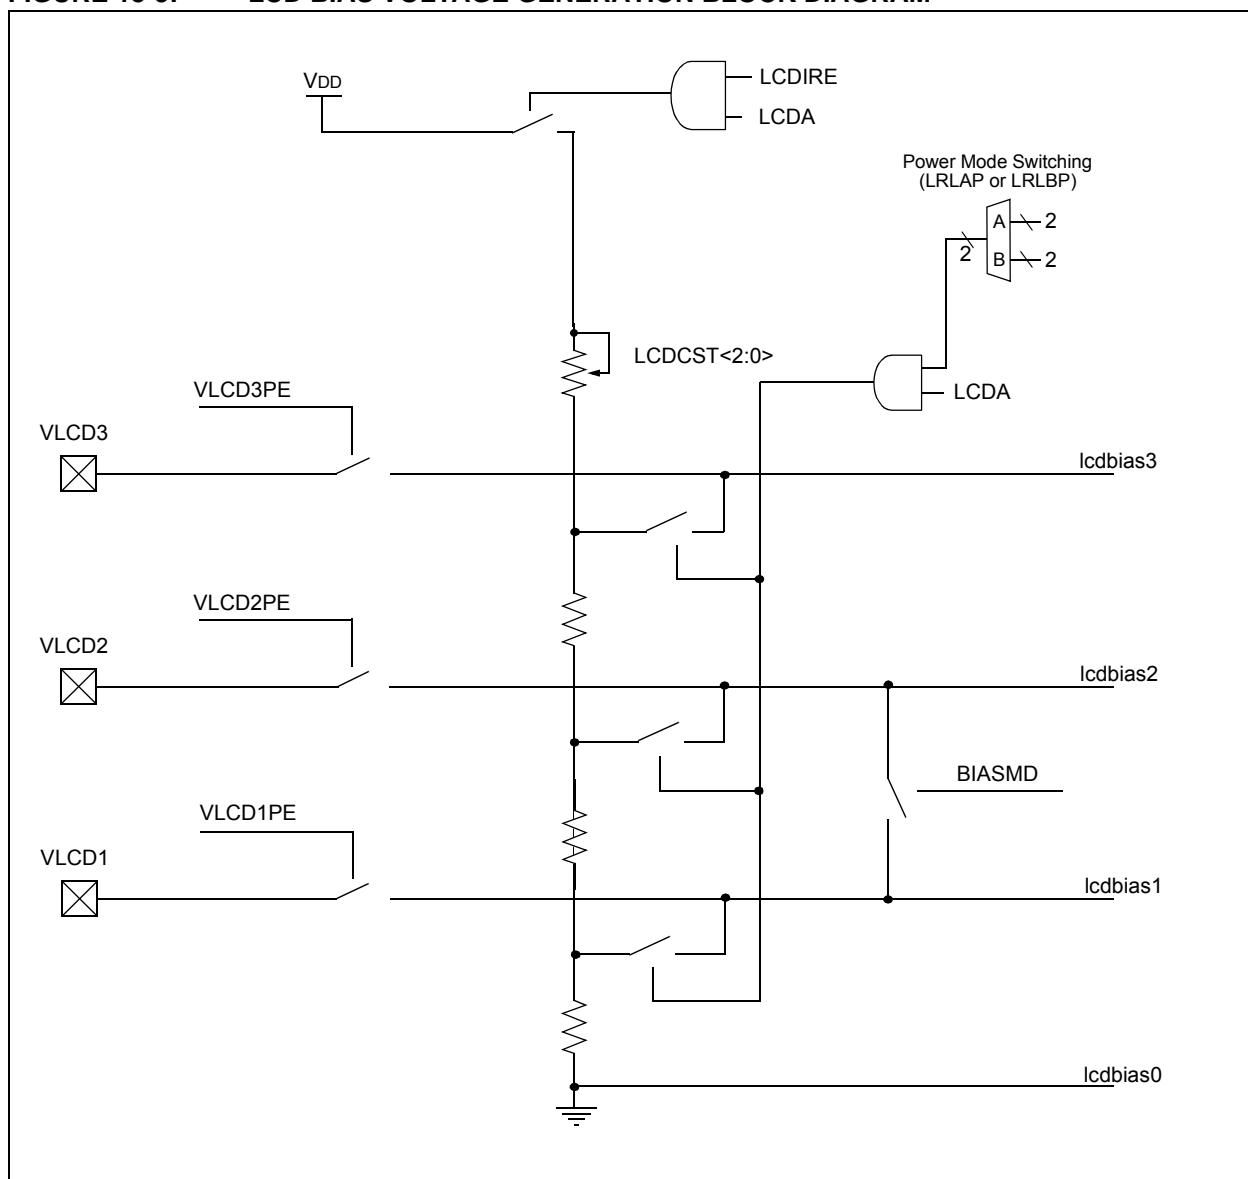 VDD
LCDIRE
LCDA
Power Mode Switching
(LRLAP or LRLBP)
A
2
2
B
2
LCDCST<2:0>
LCDA
VLCD3PE
VLCD3
lcdbias3
VLCD2PE
VLCD2
lcdbias2
BIASMD
VLCD1PE
VLCD1
lcdbias1
lcdbias0